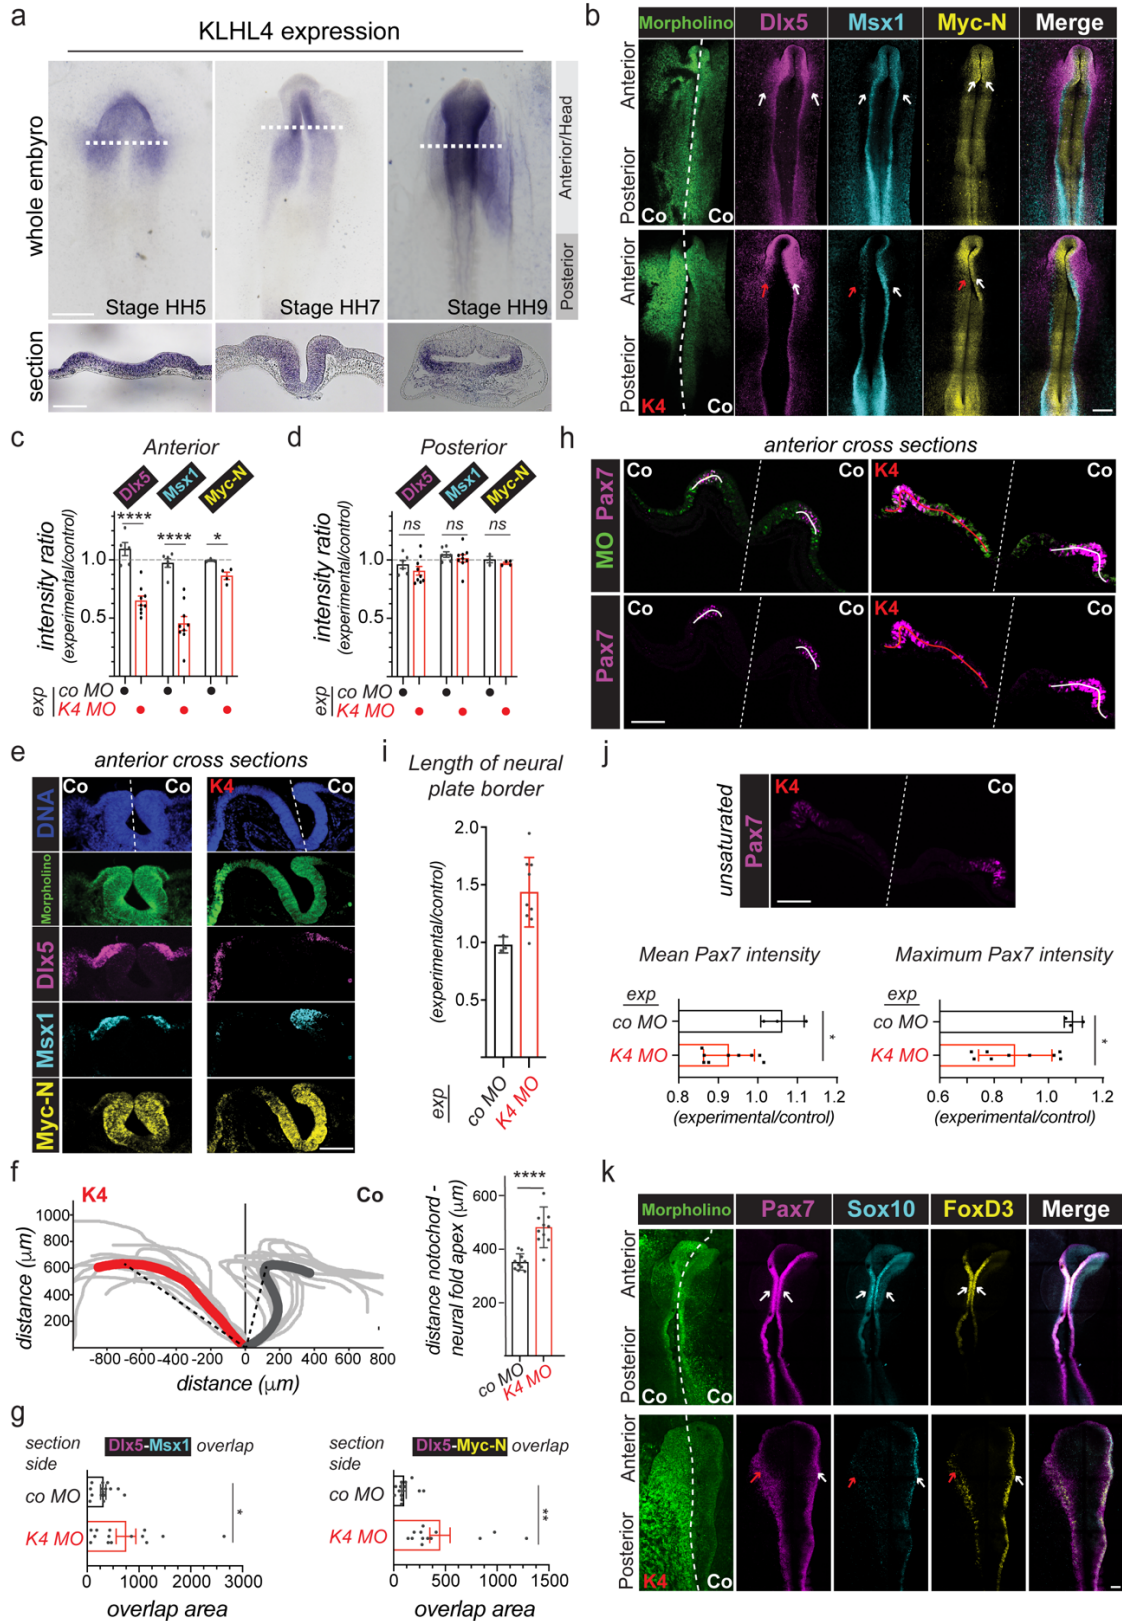 a
KLHL4 expression
whole embyro
Stage HH5
Stage HH7
Stage HH9
Anterior/Head
Posterior
section
b
Morpholino
Dlx5
Msx1
Myc-N
Merge
Anterior
Posterior
Co
Co
Anterior
Posterior
K4
Co
c
Anterior
Dlx5
Msx1
Myc-N
****
****
*
intensity ratio
(experimental/control)
1.0
0.5
exp
co MO
K4 MO
d
Posterior
Dlx5
Msx1
Myc-N
ns
ns
ns
intensity ratio
(experimental/control)
1.0
0.5
exp
co MO
K4 MO
h
anterior cross sections
MO Pax7
Co
Co
K4
Co
Pax7
Co
Co
K4
Co
e
anterior cross sections
DNA
Co
Co
K4
Co
Morpholino
Dlx5
Msx1
Myc-N
i
Length of neural
plate border
(experimental/control)
2.0
1.5
1.0
0.5
exp
co MO
K4 MO
j
unsaturated
Pax7
K4
Co
Mean Pax7 intensity
exp
co MO
K4 MO
*
0.8
0.9
1.0
1.1
1.2
(experimental/control)
Maximum Pax7 intensity
exp
co MO
K4 MO
*
0.6
0.8
1.0
1.2
(experimental/control)
f
K4
Co
distance (µm)
1000
800
600
400
200
-800 -600 -400 -200 0 200 400 600 800
distance (µm)
distance notochord -
neural fold apex (µm)
****
600
400
200
co MO
K4 MO
g
section
side
Dlx5-Msx1 overlap
co MO
K4 MO
*
0
1000
2000
3000
overlap area
section
side
Dlx5-Myc-N overlap
co MO
K4 MO
**
0
500
1000
1500
overlap area
k
Morpholino
Pax7
Sox10
FoxD3
Merge
Anterior
Posterior
Co
Co
Anterior
Posterior
K4
Co